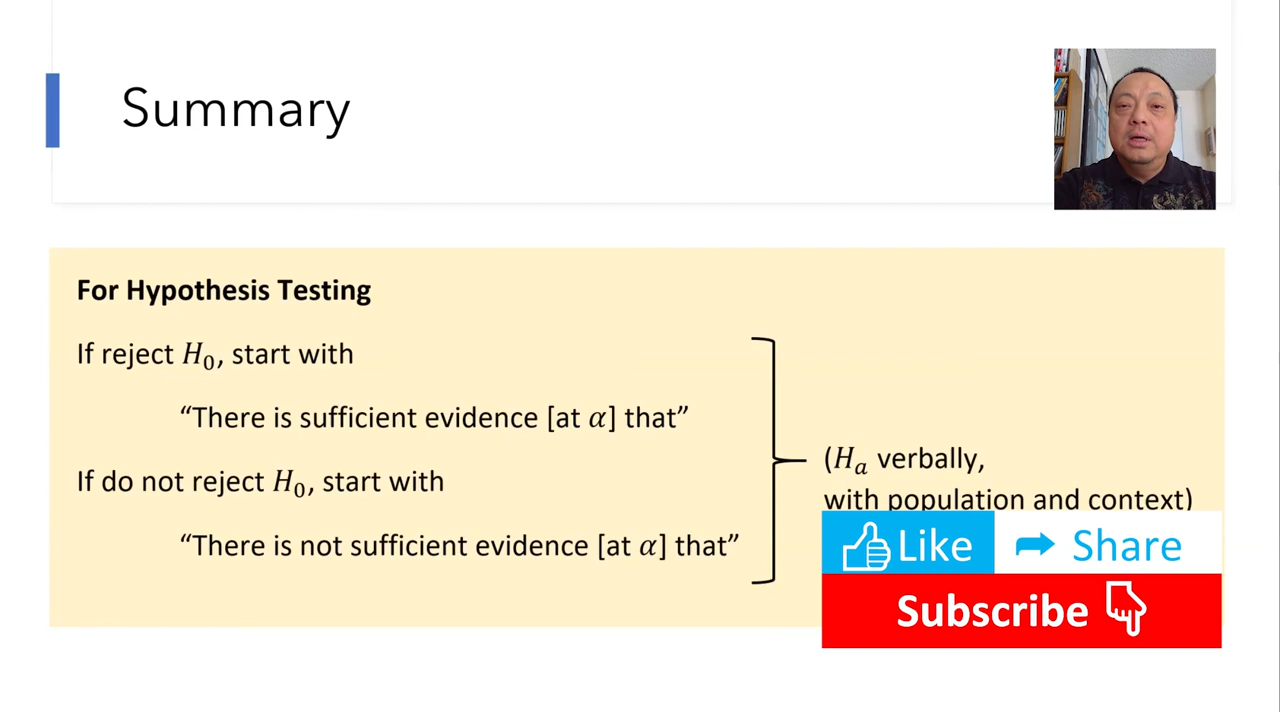 Summary
For Hypothesis Testing
If reject H₀, start with
“There is sufficient evidence [at α] that”
If do not reject H₀, start with
“There is not sufficient evidence [at α] that”
(Hₐ verbally,
with population and context)
Like
Share
Subscribe